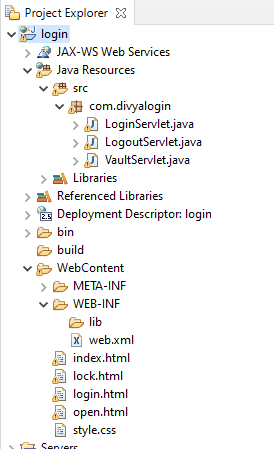 Project Explorer
login
JAX-WS Web Services
Java Resources
src
com.divyalogin
LoginServlet.java
LogoutServlet.java
VaultServlet.java
Libraries
Referenced Libraries
2.5 Deployment Descriptor: login
bin
build
WebContent
META-INF
WEB-INF
lib
web.xml
index.html
lock.html
login.html
open.html
style.css
Servers